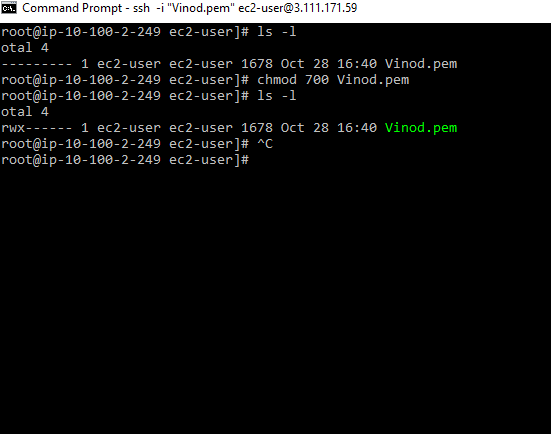 Command Prompt - ssh -i "Vinod.pem" ec2-user@3.111.171.59
root@ip-10-100-2-249 ec2-user]# ls -l
otal 4
--------- 1 ec2-user ec2-user 1678 Oct 28 16:40 Vinod.pem
root@ip-10-100-2-249 ec2-user]# chmod 700 Vinod.pem
root@ip-10-100-2-249 ec2-user]# ls -l
otal 4
rwx------ 1 ec2-user ec2-user 1678 Oct 28 16:40 Vinod.pem
root@ip-10-100-2-249 ec2-user]# ^C
root@ip-10-100-2-249 ec2-user]#